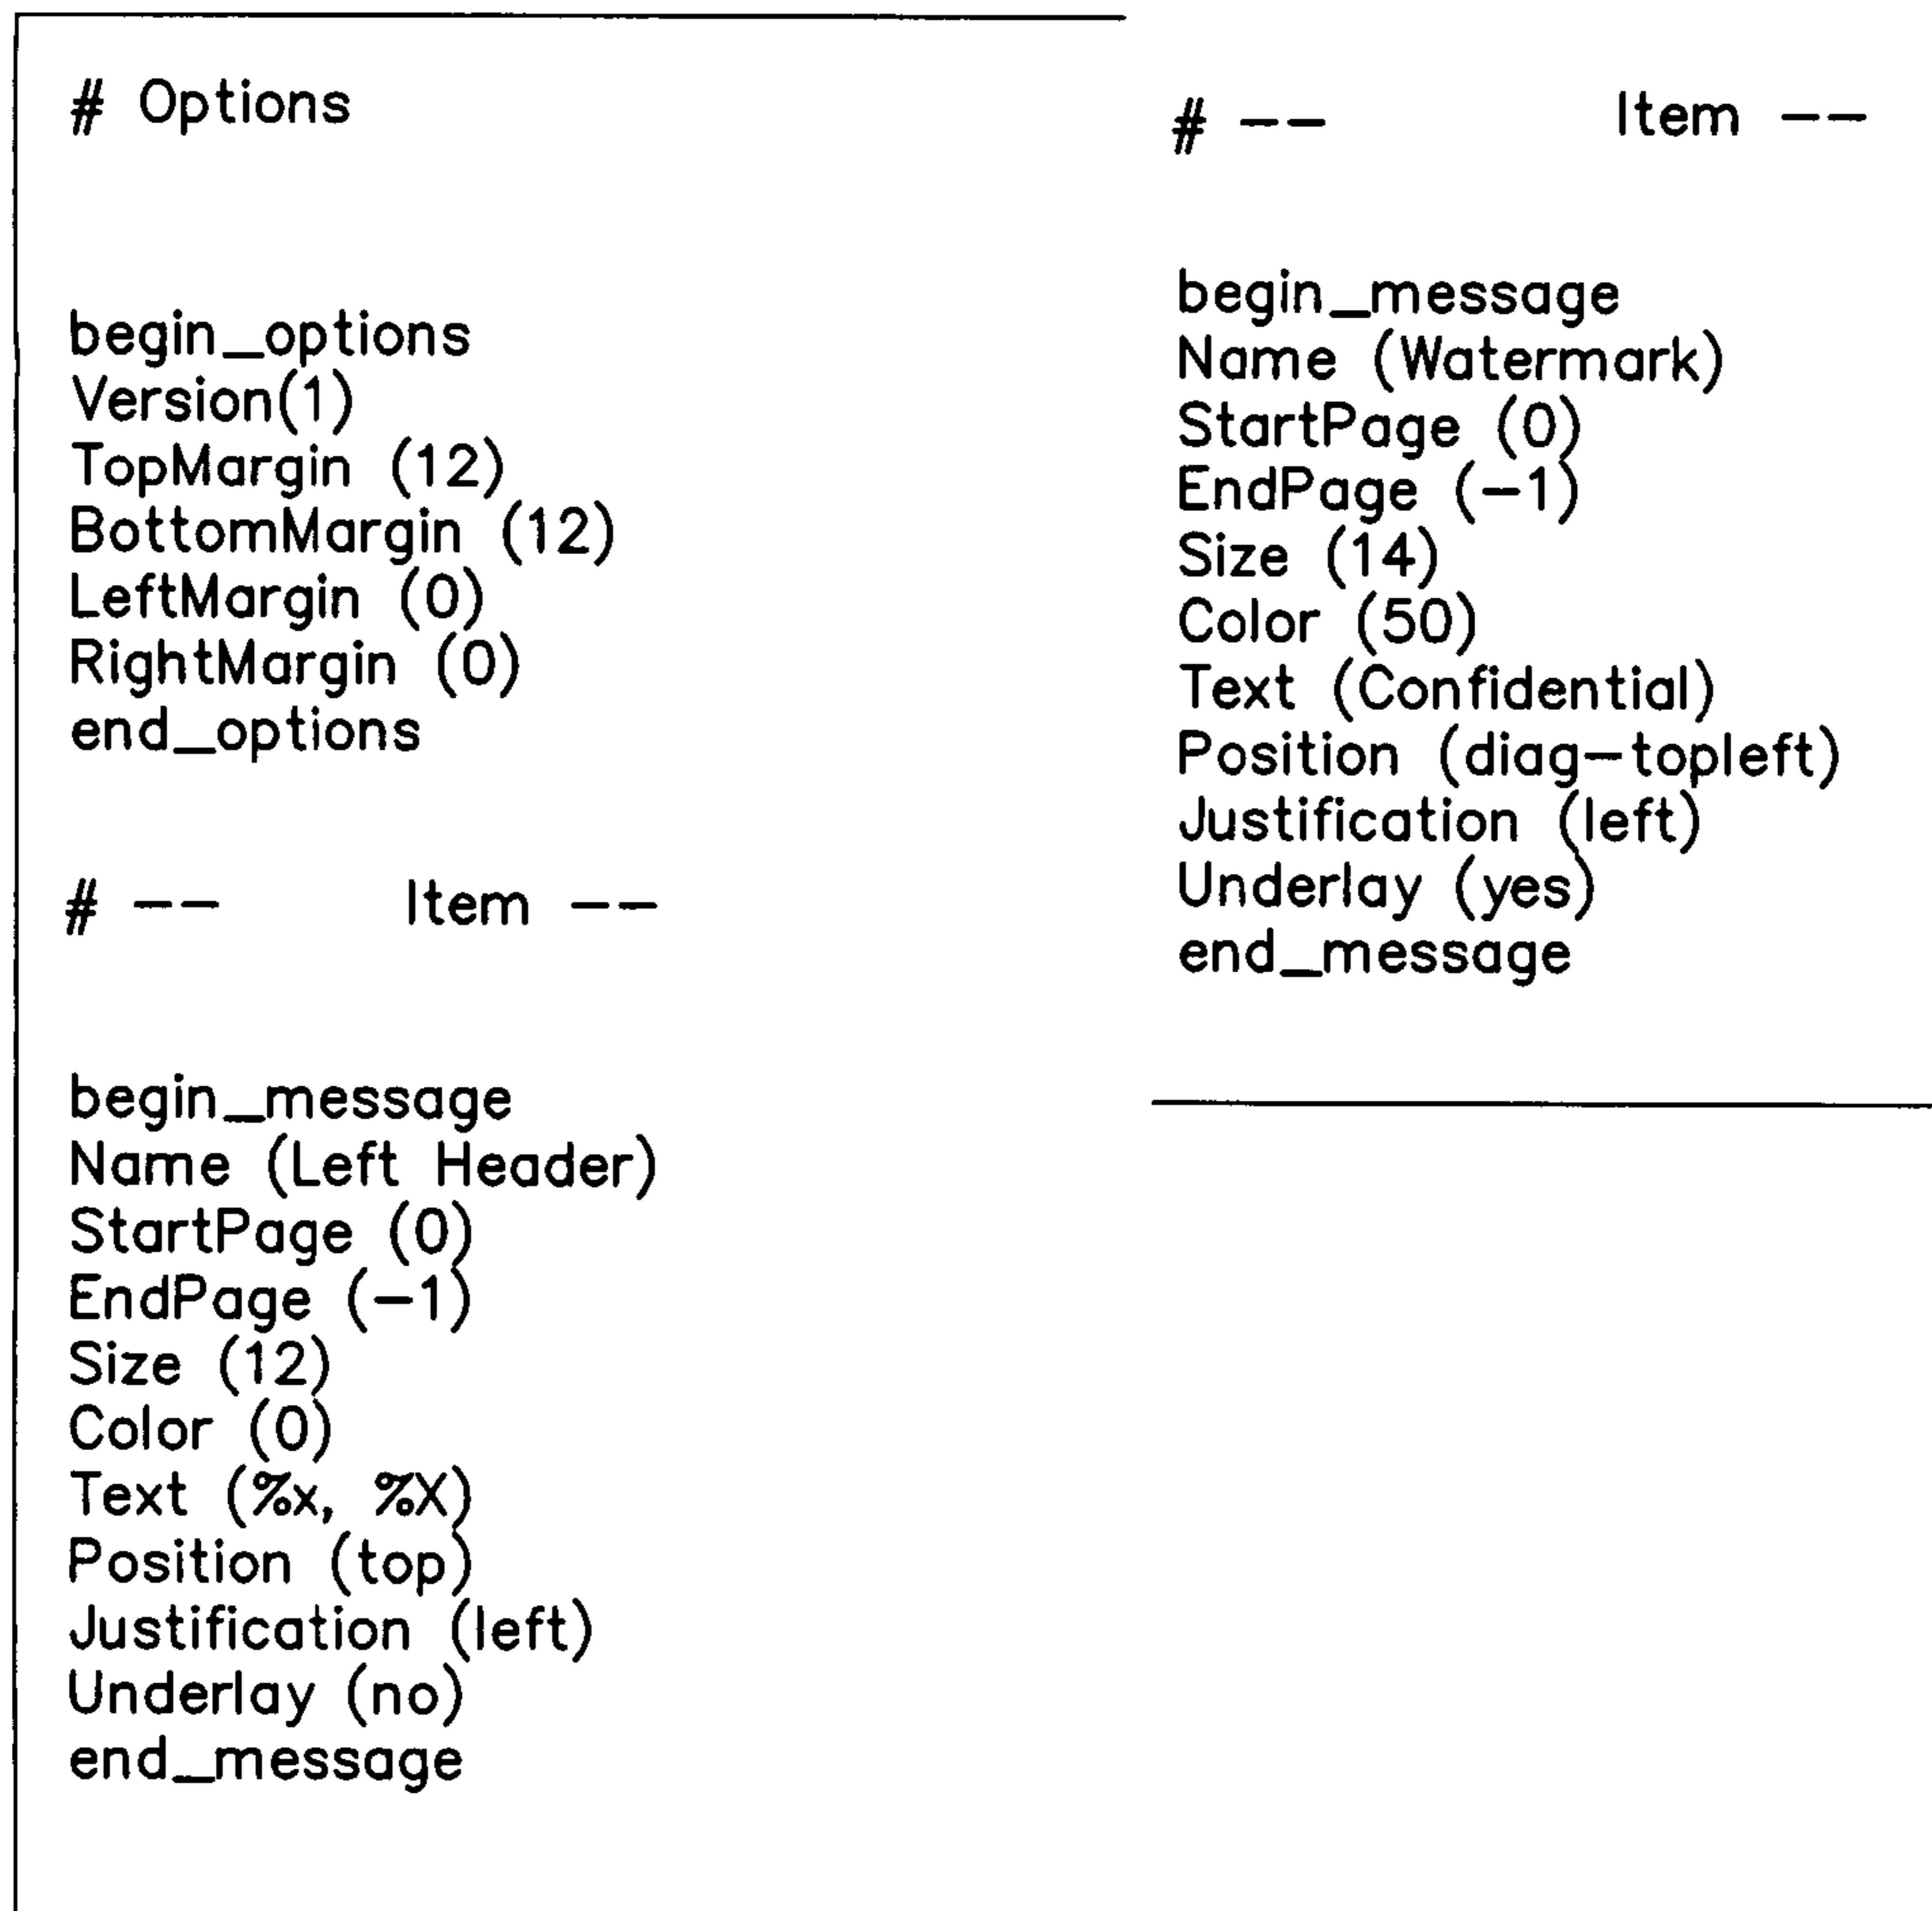 # Options
begin_options
Version(1)
TopMargin (12)
BottomMargin (12)
LeftMargin (0)
RightMargin (0)
end_options
# -- Item --
begin_message
Name (Left Header)
StartPage (0)
EndPage (-1)
Size (12)
Color (0)
Text (%x, %X)
Position (top)
Justification (left)
Underlay (no)
end_message
# -- Item --
begin_message
Name (Watermark)
StartPage (0)
EndPage (-1)
Size (14)
Color (50)
Text (Confidential)
Position (diag-topleft)
Justification (left)
Underlay (yes)
end_message